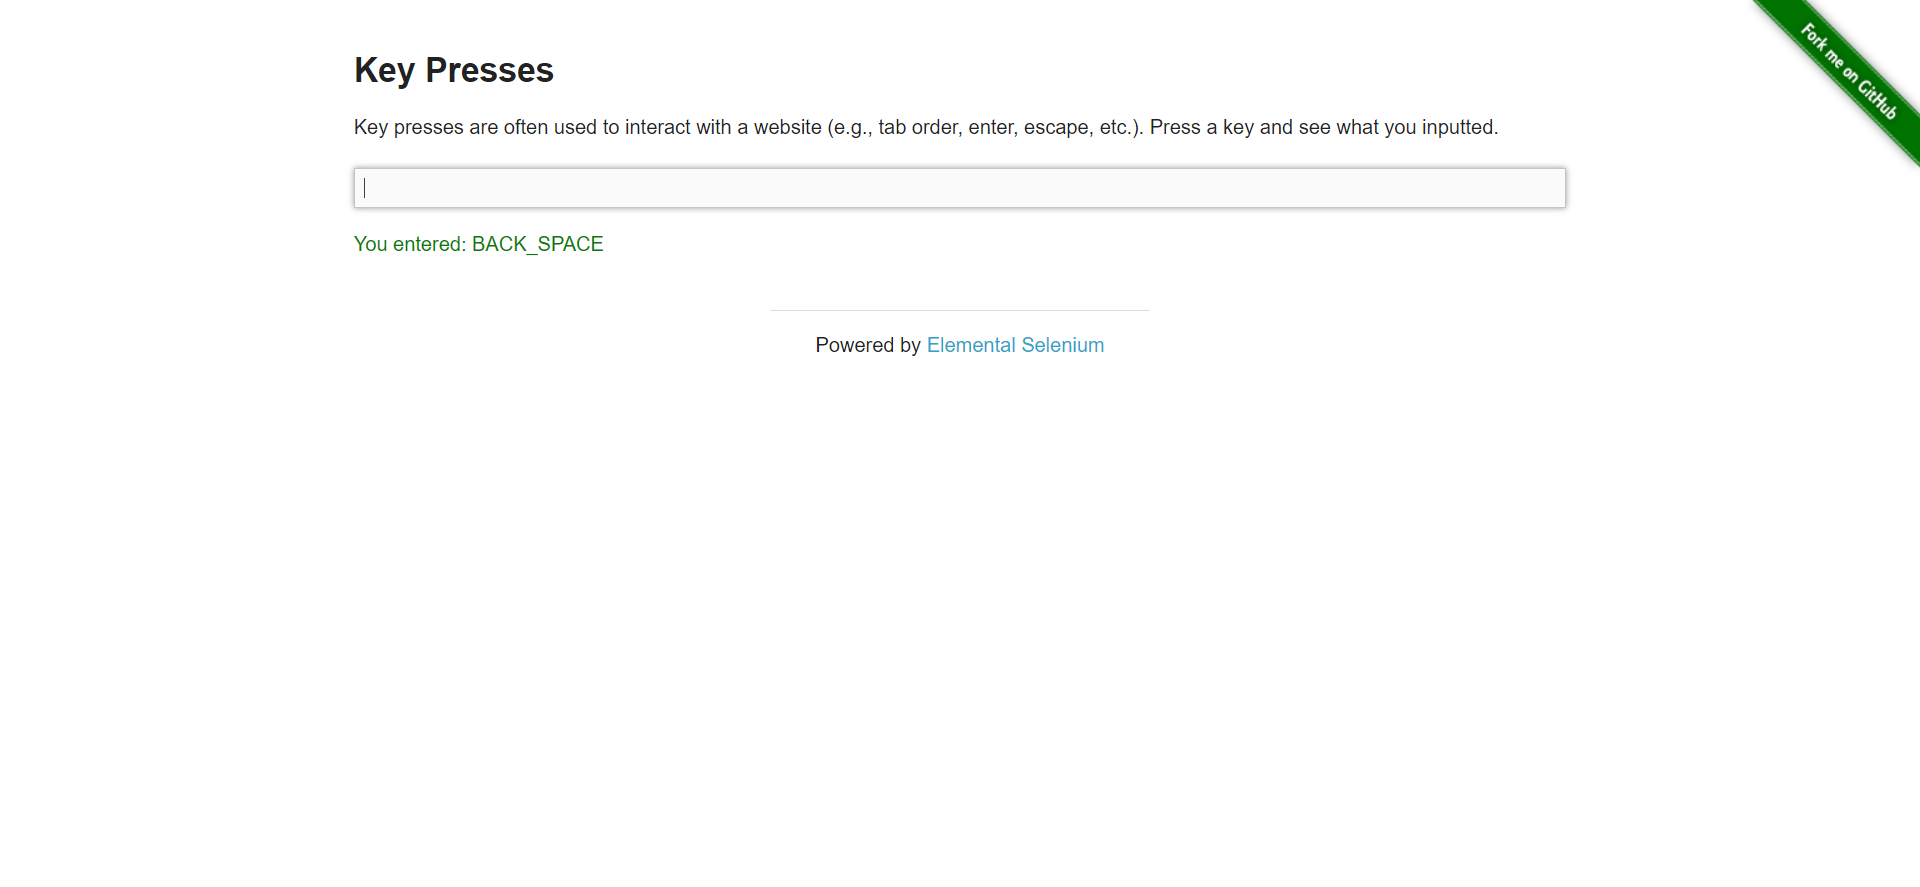 Fork me on GitHub
Key Presses
Key presses are often used to interact with a website (e.g., tab order, enter, escape, etc.). Press a key and see what you inputted.
You entered: BACK_SPACE
Powered by Elemental Selenium